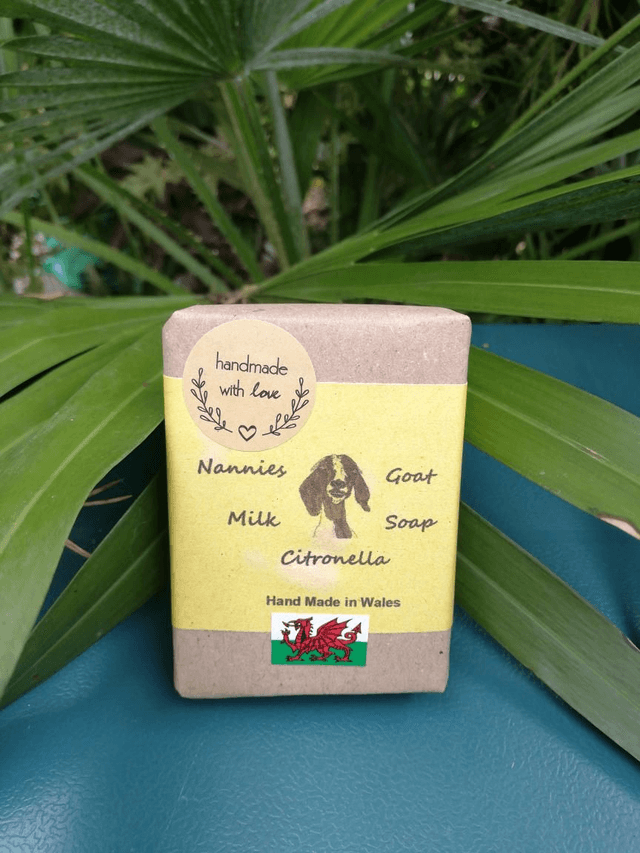 handmade
with love
Nannies Goat
Milk Soap
Citronella
Hand Made in Wales